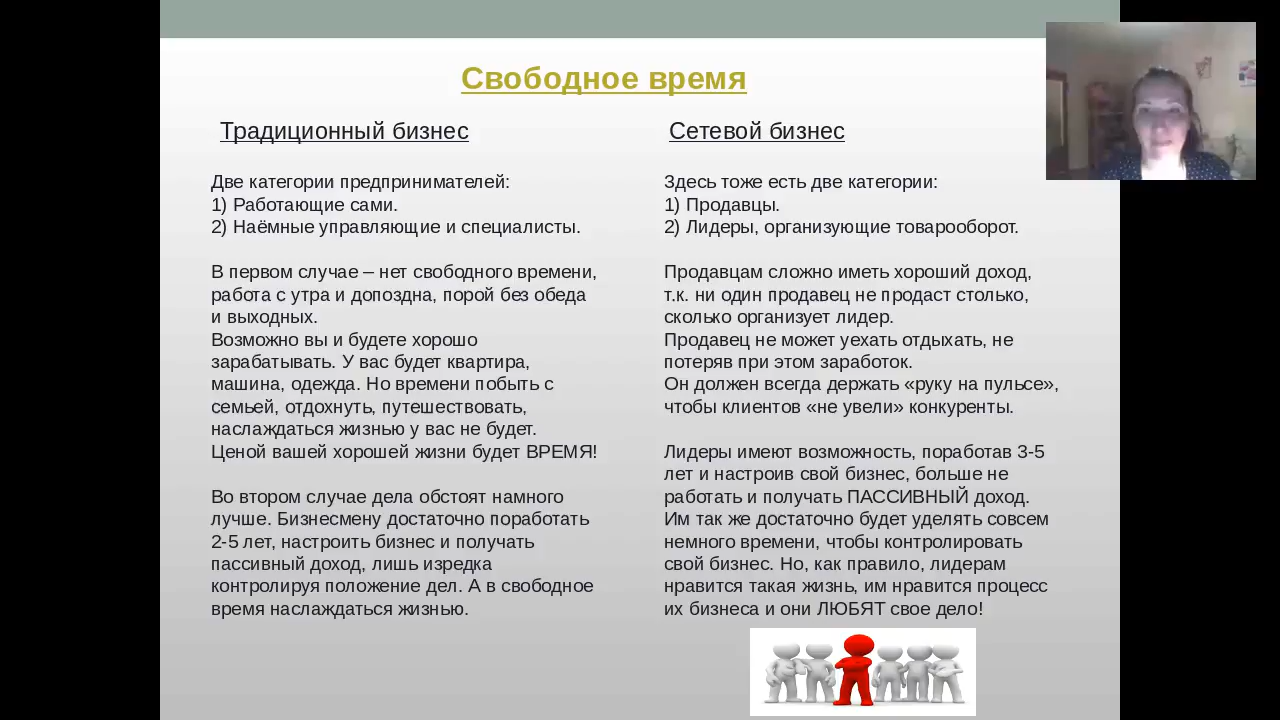 Свободное время
Традиционный бизнес
Две категории предпринимателей:
1) Работающие сами.
2) Наёмные управляющие и специалисты.
В первом случае – нет свободного времени,
работа с утра и допоздна, порой без обеда
и выходных.
Возможно вы и будете хорошо
зарабатывать. У вас будет квартира,
машина, одежда. Но времени побыть с
семьей, отдохнуть, путешествовать,
наслаждаться жизнью у вас не будет.
Ценой вашей хорошей жизни будет ВРЕМЯ!
Во втором случае дела обстоят намного
лучше. Бизнесмену достаточно поработать
2-5 лет, настроить бизнес и получать
пассивный доход, лишь изредка
контролируя положение дел. А в свободное
время наслаждаться жизнью.
Сетевой бизнес
Здесь тоже есть две категории:
1) Продавцы.
2) Лидеры, организующие товарооборот.
Продавцам сложно иметь хороший доход,
т.к. ни один продавец не продаст столько,
сколько организует лидер.
Продавец не может уехать отдыхать, не
потеряв при этом заработок.
Он должен всегда держать «руку на пульсе»,
чтобы клиентов «не увели» конкуренты.
Лидеры имеют возможность, поработав 3-5
лет и настроив свой бизнес, больше не
работать и получать ПАССИВНЫЙ доход.
Им так же достаточно будет уделять совсем
немного времени, чтобы контролировать
свой бизнес. Но, как правило, лидерам
нравится такая жизнь, им нравится процесс
их бизнеса и они ЛЮБЯТ свое дело!